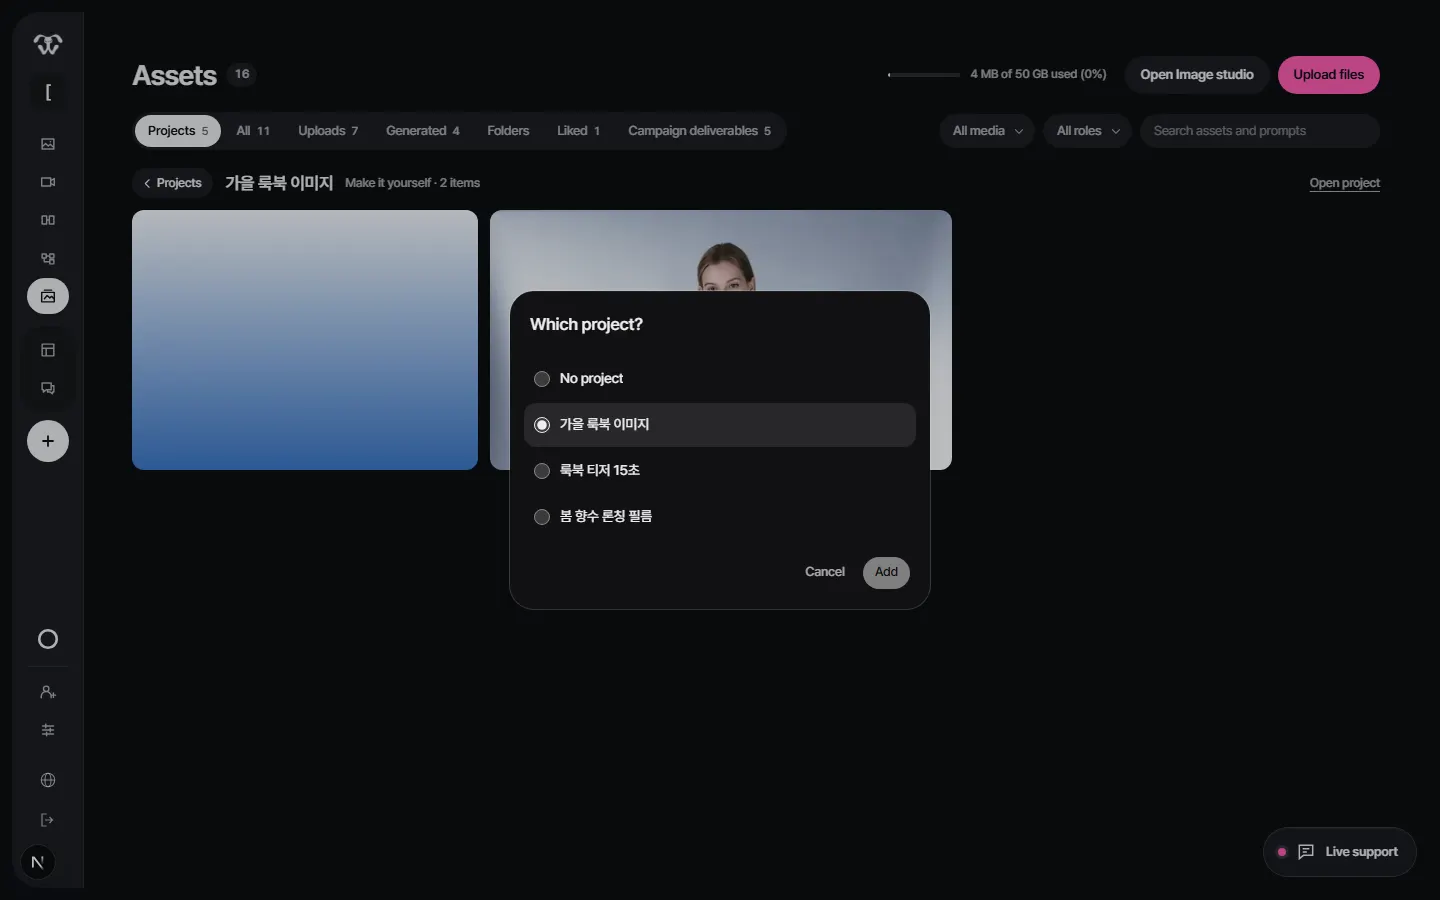 Assets 16
4 MB of 50 GB used (0%)
Open Image studio
Upload files
[
Projects 5
All 11
Uploads 7
Generated 4
Folders
Liked 1
Campaign deliverables 5
All media
All roles
Search assets and prompts
Projects
가을 룩북 이미지
Make it yourself · 2 items
Open project
Which project?
No project
가을 룩북 이미지
룩북 티저 15초
봄 향수 론칭 필름
Cancel
Add
N
Live support